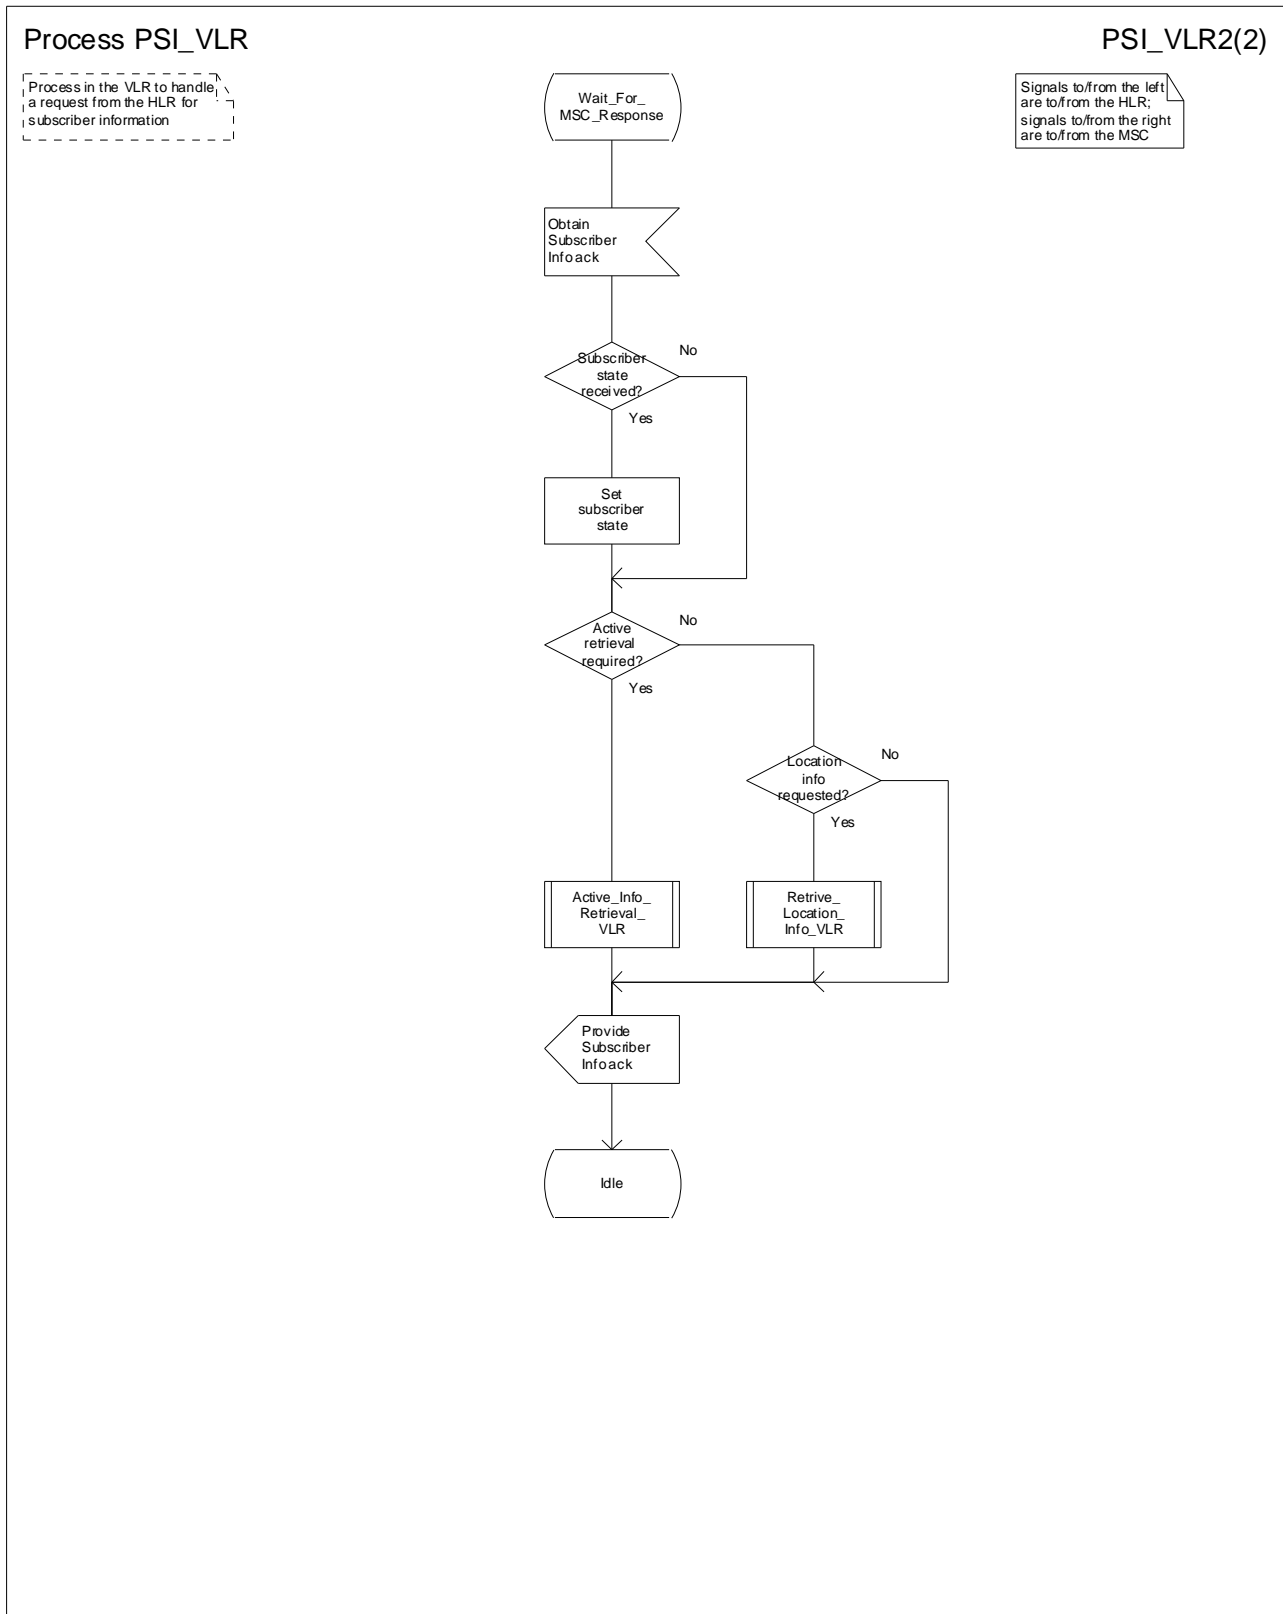 Process PSI_VLR
PSI_VLR2(2)
Process in the VLR to handle
a request from the HLR for
subscriber information
Signals to/from the left
are to/from the HLR;
signals to/from the right
are to/from the MSC
Wait_For_
MSC_Response
Obtain
Subscriber
Info ack
Subscriber
state
received?
No
Yes
Set
subscriber
state
Active
retrieval
required?
No
Yes
Location
info
requested?
No
Yes
Active_Info_
Retrieval_
VLR
Retrive_
Location_
Info_VLR
Provide
Subscriber
Info ack
Idle